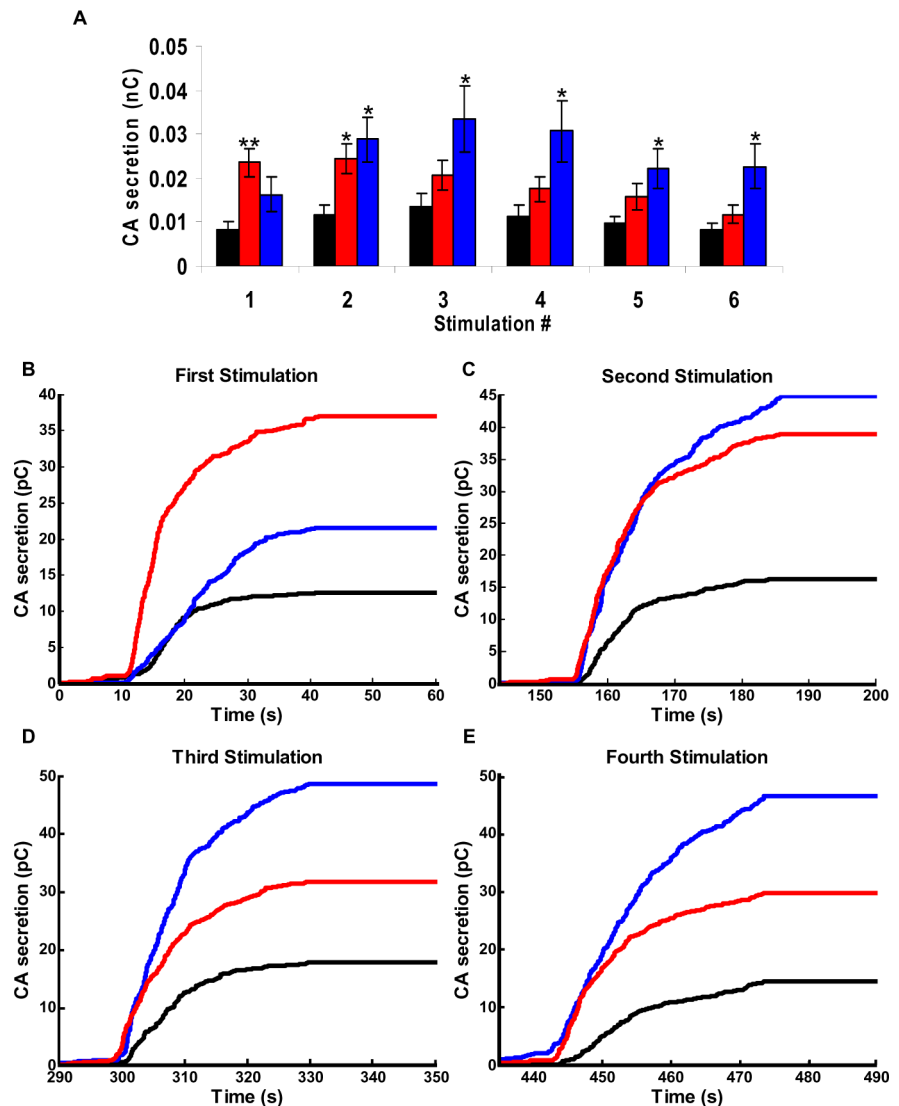 A
CA secretion (nC)
0.05
0.04
0.03
0.02
0.01
0
** * * * * * *
1 2 3 4 5 6
Stimulation #
B
First Stimulation
CA secretion (pC)
40
35
30
25
20
15
10
5
0
0 10 20 30 40 50 60
Time (s)
C
Second Stimulation
CA secretion (pC)
45
40
35
30
25
20
15
10
5
0
150 160 170 180 190 200
Time (s)
D
Third Stimulation
CA secretion (pC)
50
40
30
20
10
0
290 300 310 320 330 340 350
Time (s)
E
Fourth Stimulation
CA secretion (pC)
50
40
30
20
10
0
440 450 460 470 480 490
Time (s)